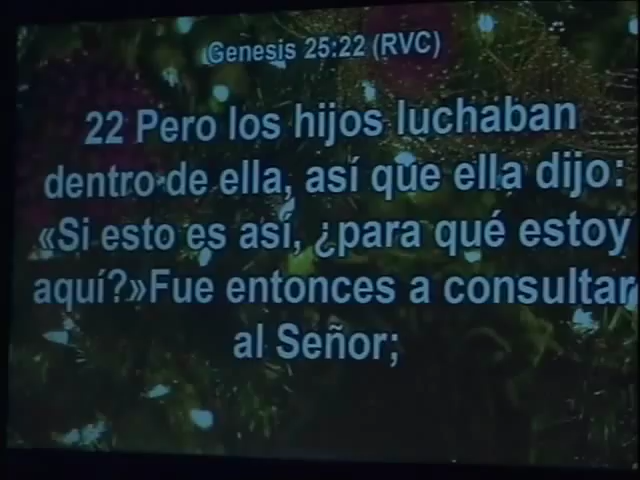 Genesis 25:22 (RVC)
22 Pero los hijos luchaban
dentro de ella, así que ella dijo:
«Si esto es así, ¿para qué estoy
aquí?»Fue entonces a consultar
al Señor;